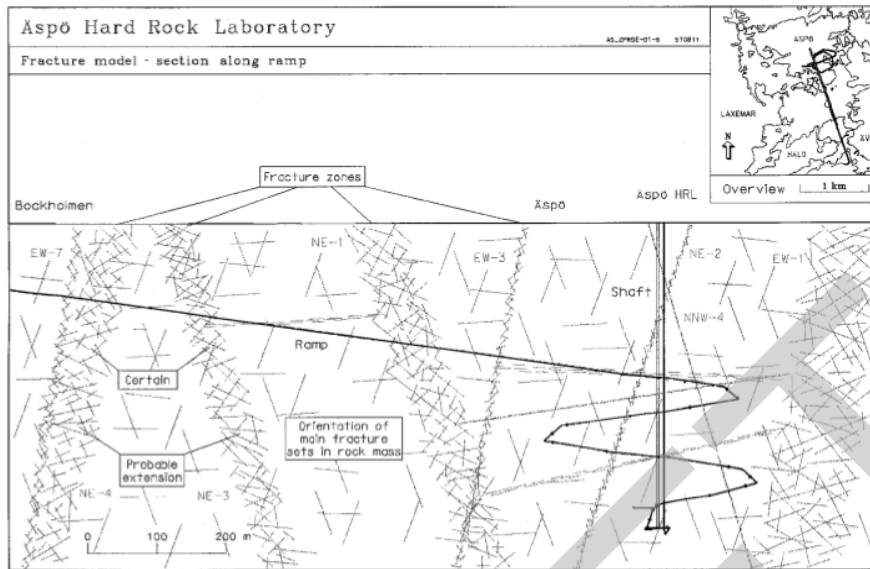 Äspö Hard Rock Laboratory
Fracture model - section along ramp
ÄSPÖ
LAXEMAR
N
HALO
ÄV
Overview 1 km
Fracture zones
Bockholmen
Äspö
Äspö HRL
EW-7
NE-1
EW-3
NE-2
EW-1
Shaft
NNW-4
Ramp
Certain
Orientation of
main fracture
sets in rock mass
Probable
extension
NE-4
NE-3
0 100 200 m